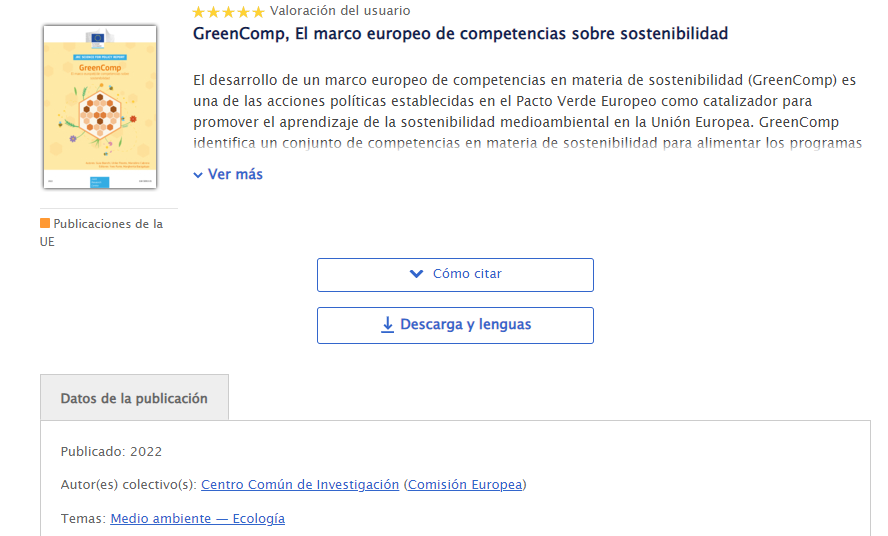 Valoración del usuario
GreenComp, El marco europeo de competencias sobre sostenibilidad
El desarrollo de un marco europeo de competencias en materia de sostenibilidad (GreenComp) es
una de las acciones políticas establecidas en el Pacto Verde Europeo como catalizador para
promover el aprendizaje de la sostenibilidad medioambiental en la Unión Europea. GreenComp
identifica un conjunto de competencias en materia de sostenibilidad para alimentar los programas
Ver más
GreenComp
Publicaciones de la
UE
Cómo citar
Descarga y lenguas
Datos de la publicación
Publicado: 2022
Autor(es) colectivo(s): Centro Común de Investigación (Comisión Europea)
Temas: Medio ambiente — Ecología